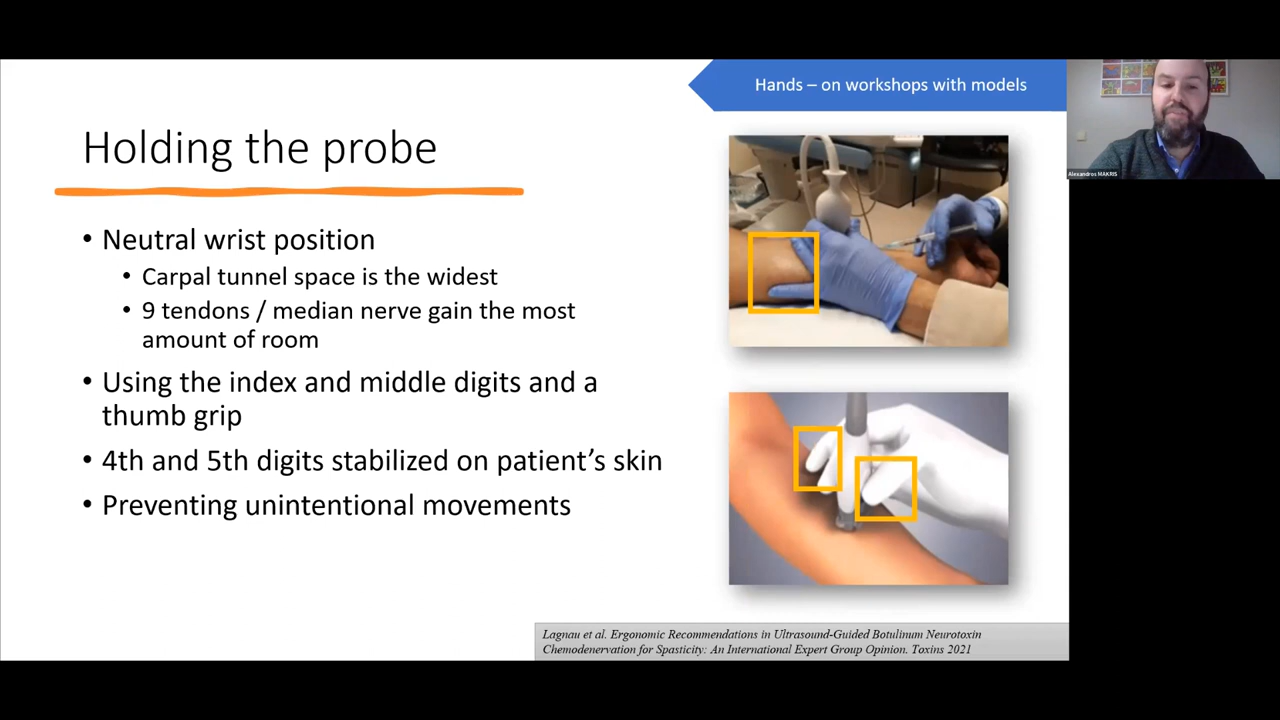 Hands – on workshops with models
Alexandros MAKRIS
Holding the probe
• Neutral wrist position
• Carpal tunnel space is the widest
• 9 tendons / median nerve gain the most
amount of room
• Using the index and middle digits and a
thumb grip
• 4th and 5th digits stabilized on patient’s skin
• Preventing unintentional movements
Lagnau et al. Ergonomic Recommendations in Ultrasound-Guided Botulinum Neurotoxin
Chemodenervation for Spasticity: An International Expert Group Opinion. Toxins 2021